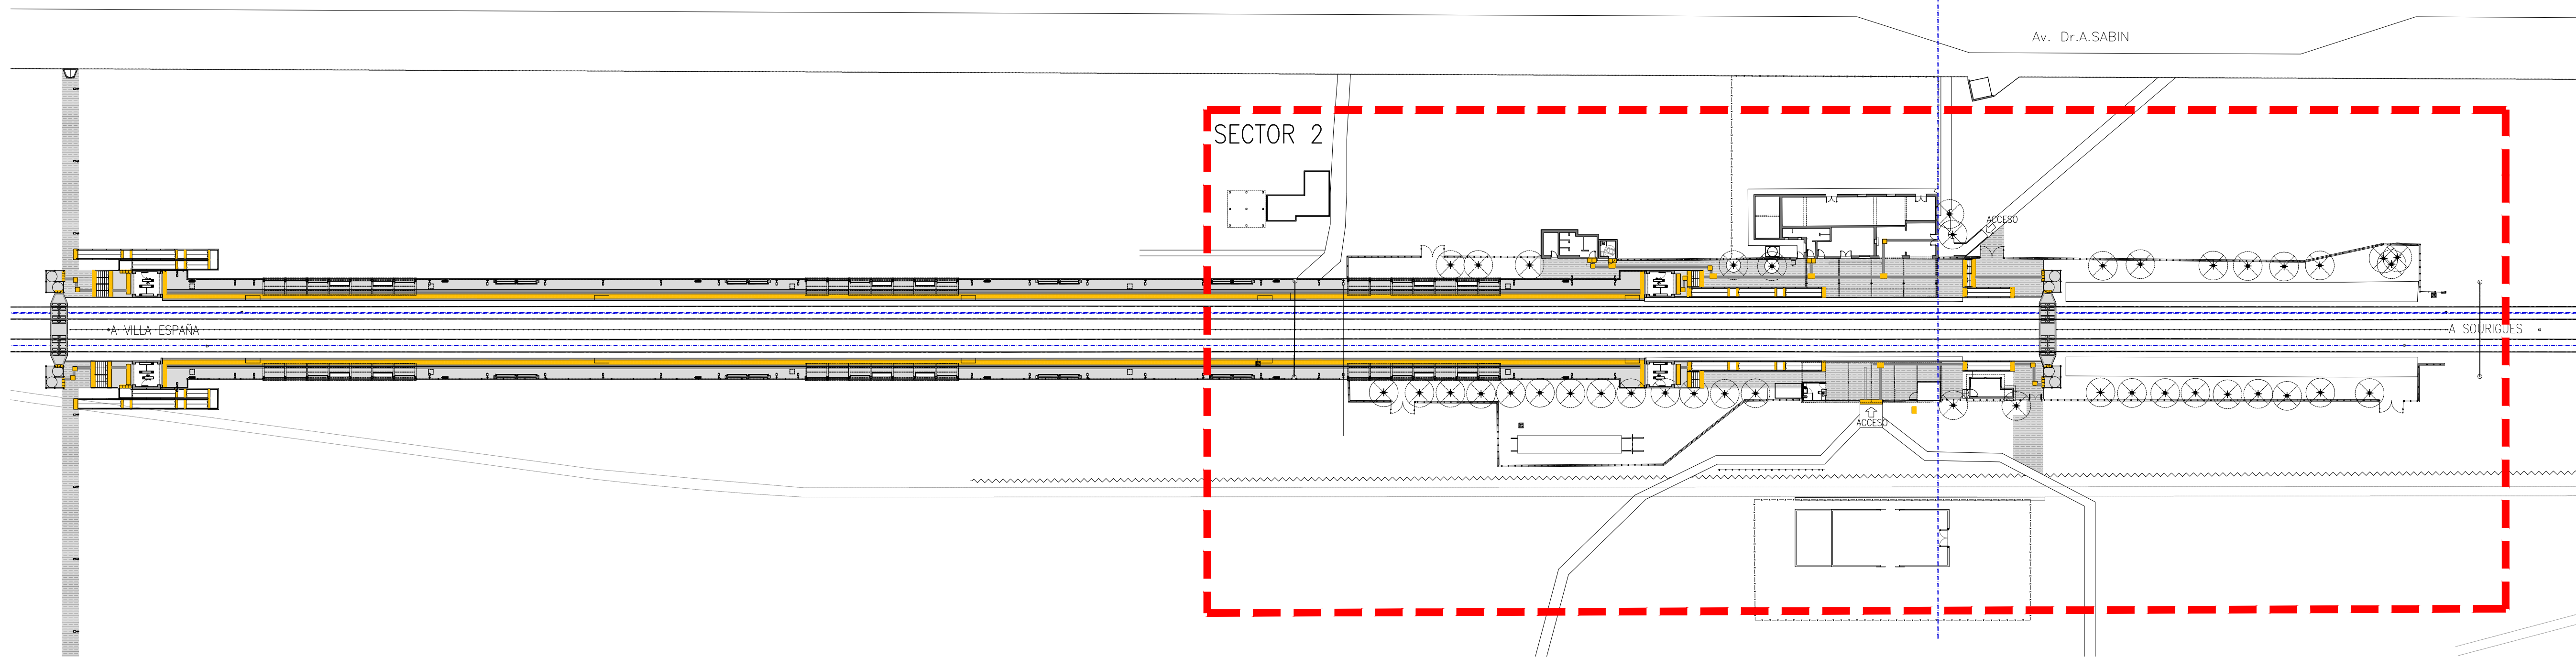 Av. Dr.A.SABIN
SECTOR 2
ACCESO
A VILLA ESPAÑA
A SOURIGUES
ACCESO